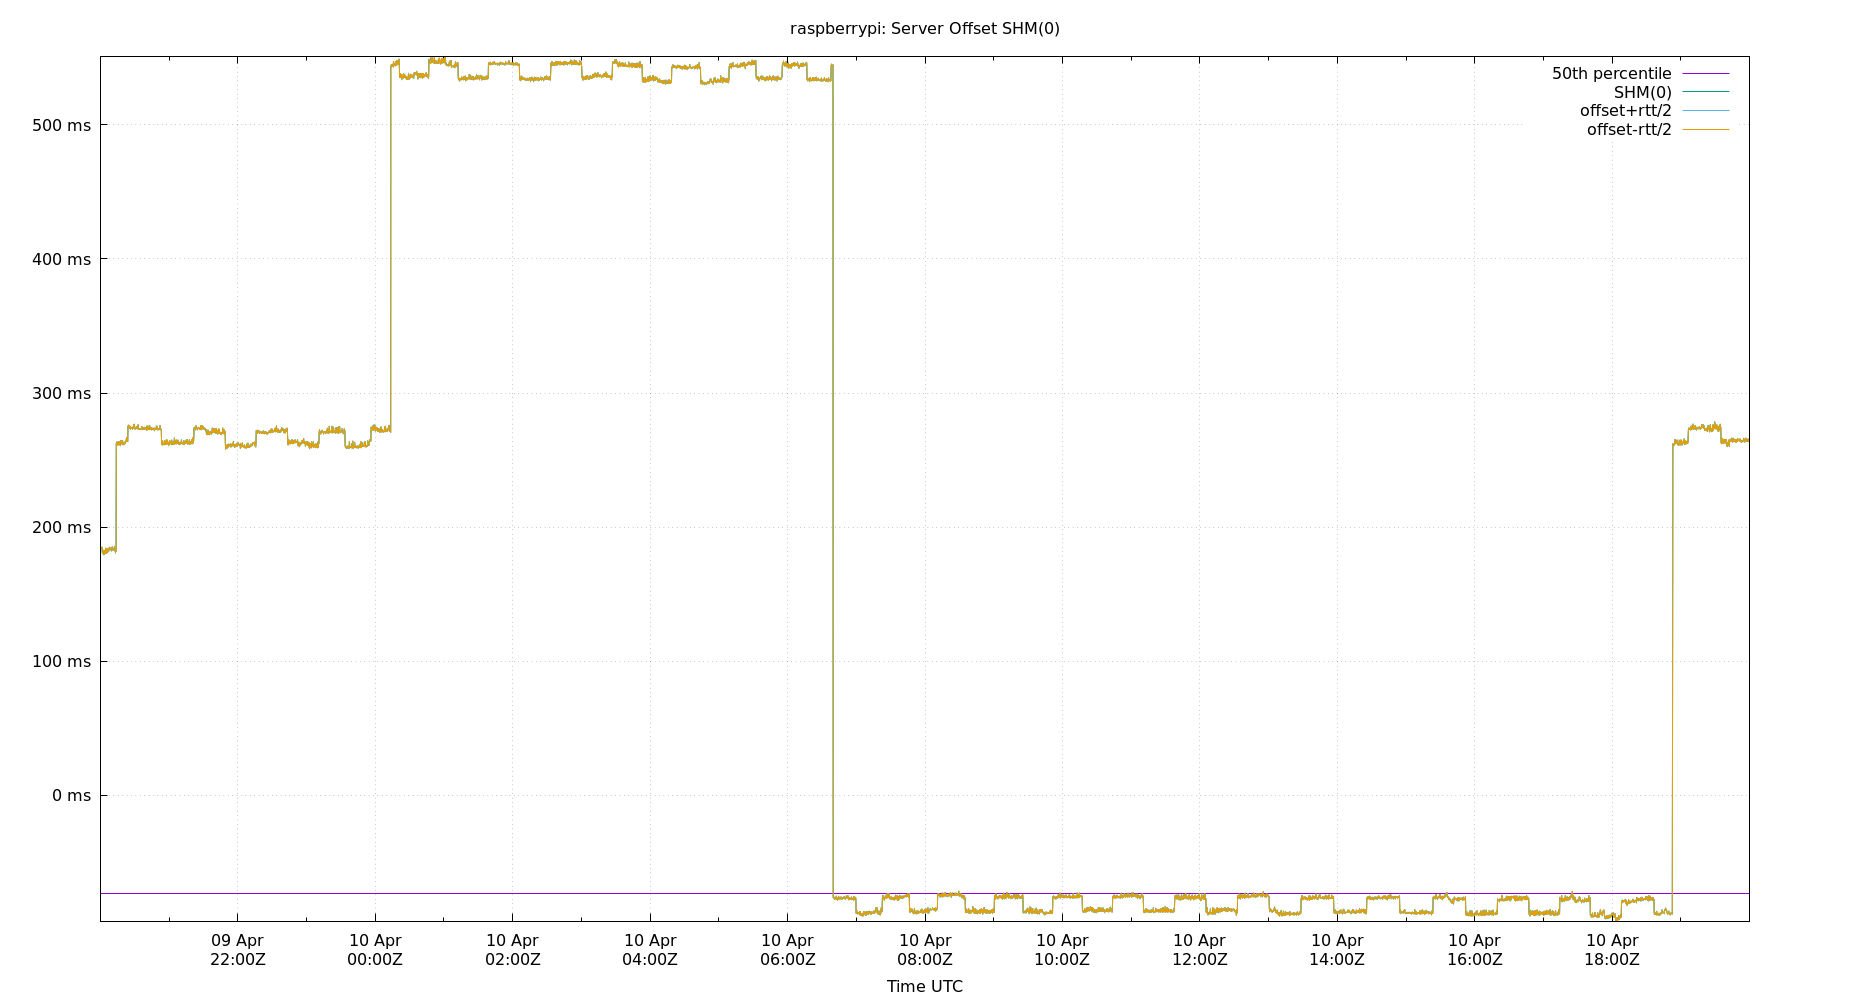 raspberrypi: Server Offset SHM(0)
50th percentile
SHM(0)
offset+rtt/2
offset-rtt/2
500 ms
400 ms
300 ms
200 ms
100 ms
0 ms
09 Apr 10 Apr 10 Apr 10 Apr 10 Apr 10 Apr 10 Apr 10 Apr 10 Apr 10 Apr 10 Apr
22:00Z 00:00Z 02:00Z 04:00Z 06:00Z 08:00Z 10:00Z 12:00Z 14:00Z 16:00Z 18:00Z
Time UTC